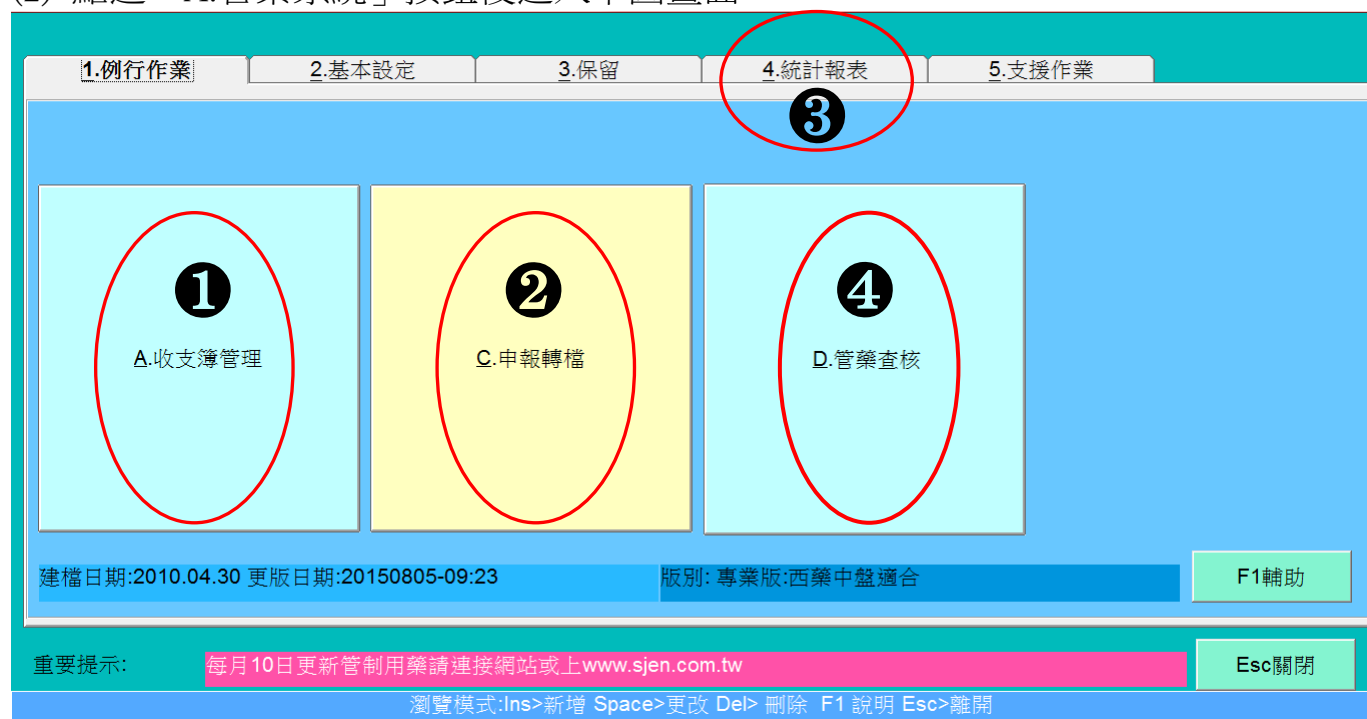 1.例行作業 2.基本設定 3.保留 4.統計報表 5.支援作業
❸
❶ ❷ ❹
A.收支簿管理 C.申報轉檔 D.管藥查核
建檔日期:2010.04.30 更版日期:20150805-09:23 版別: 專業版:西藥中盤適合 F1輔助
重要提示: 每月10日更新管制用藥請連接網站或上www.sjen.com.tw Esc關閉
瀏覽模式:Ins>新增 Space>更改 Del> 刪除 F1 說明 Esc>離開